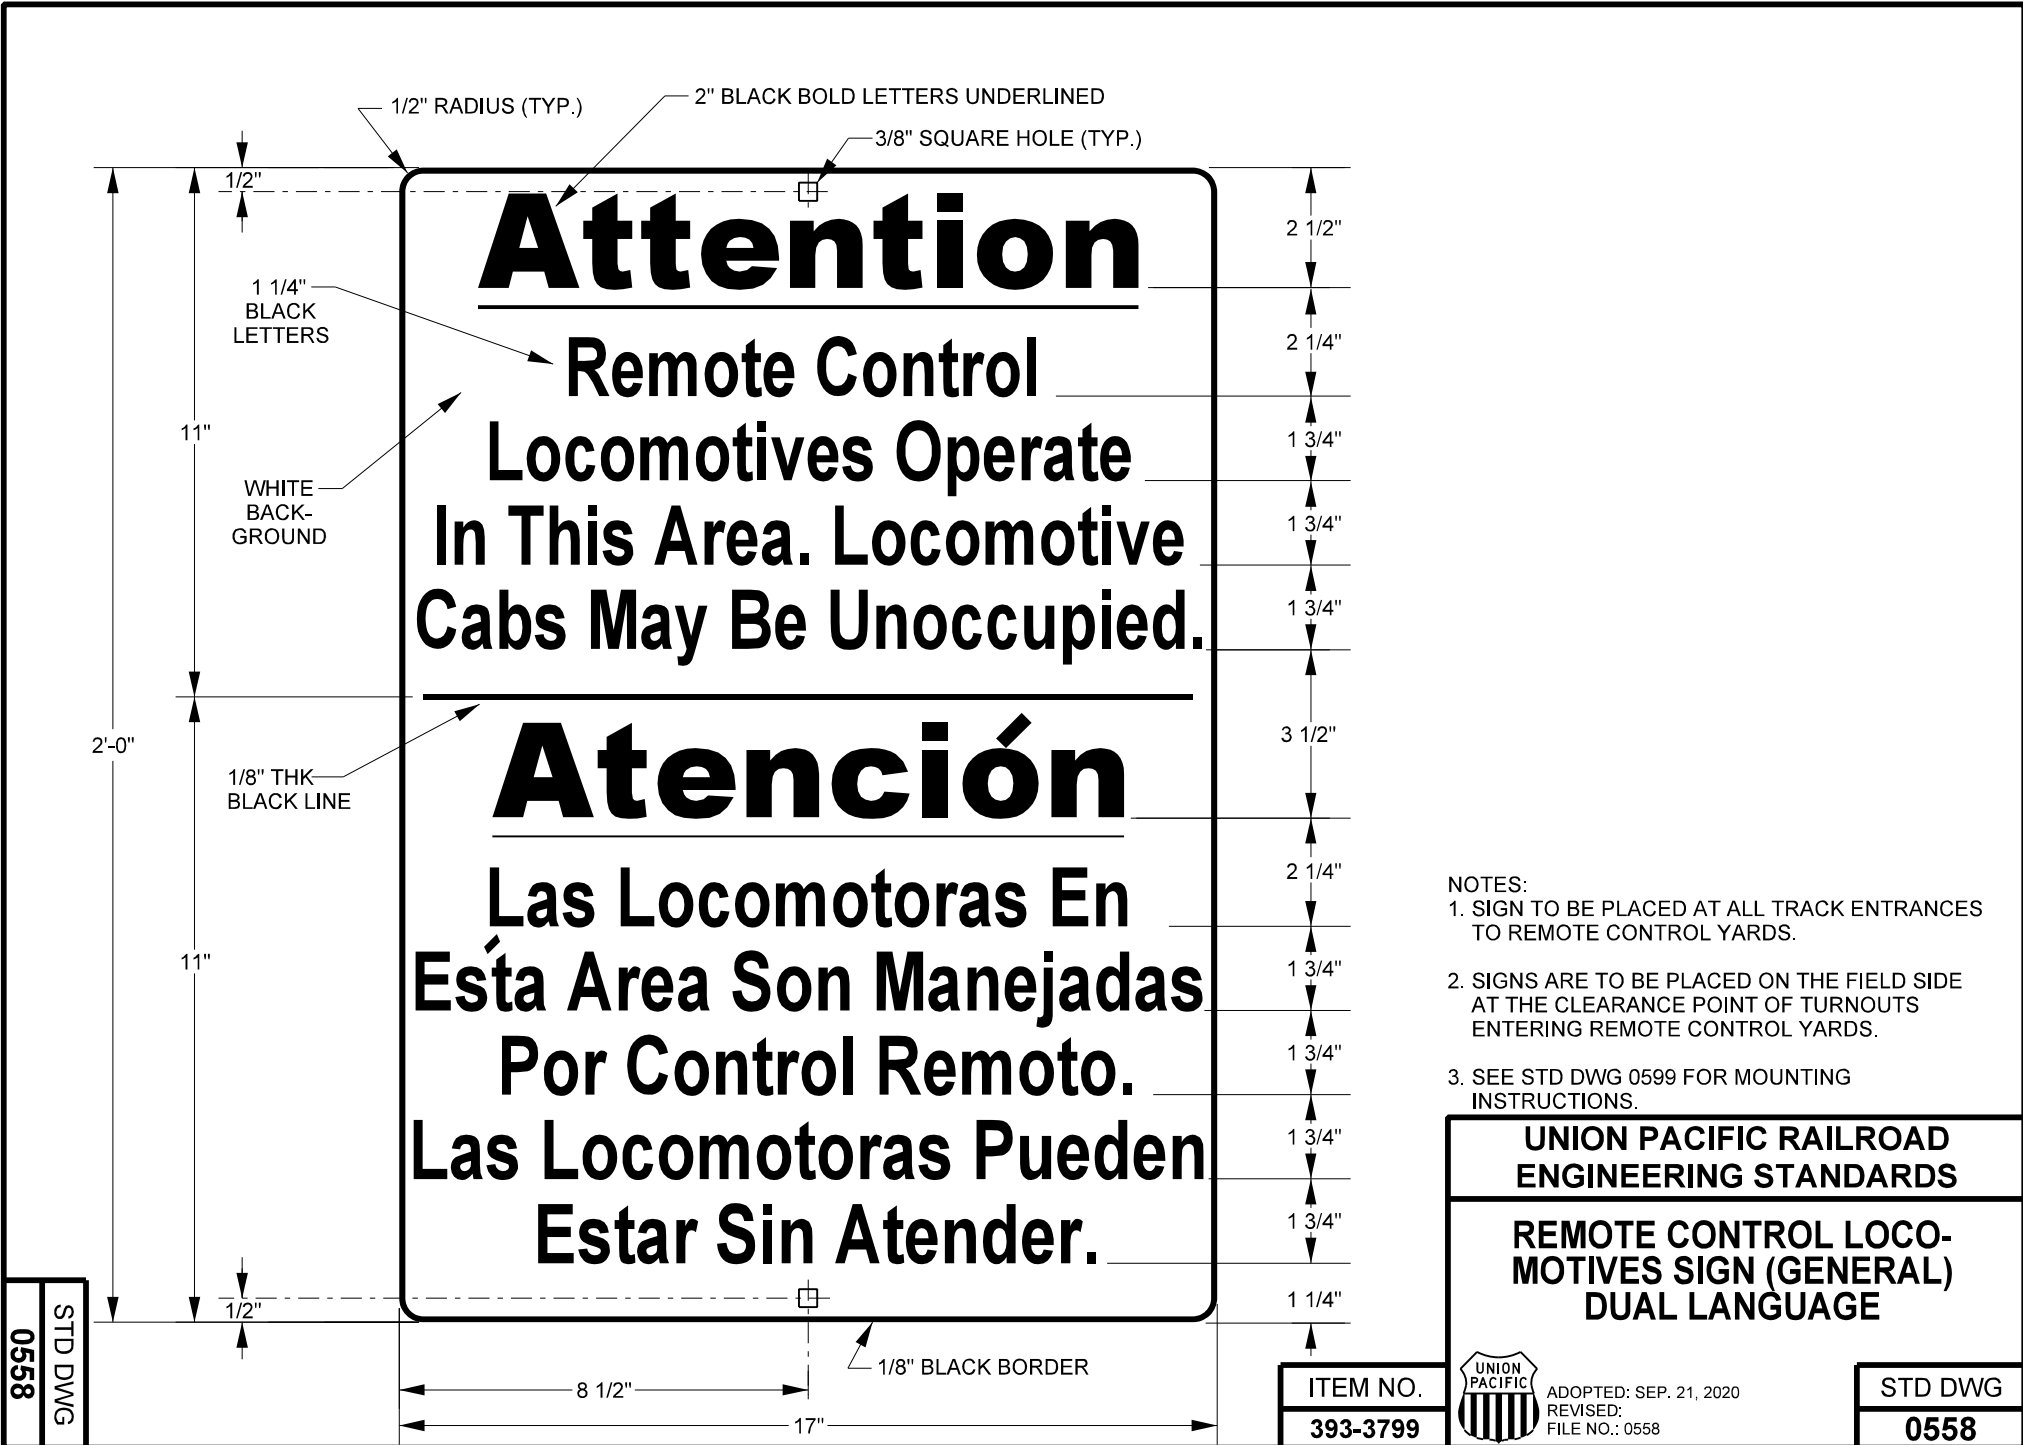 1/2" RADIUS (TYP.)
2" BLACK BOLD LETTERS UNDERLINED
3/8" SQUARE HOLE (TYP.)
1/2"
1 1/4"
BLACK
LETTERS
WHITE
BACK-
GROUND
11"
2'-0"
1/8" THK
BLACK LINE
11"
1/2"
Attention
Remote Control
Locomotives Operate
In This Area. Locomotive
Cabs May Be Unoccupied.
Atención
Las Locomotoras En
Esta´ Area Son Manejadas
Por Control Remoto.
Las Locomotoras Pueden
Estar Sin Atender.
2 1/2"
2 1/4"
1 3/4"
1 3/4"
1 3/4"
3 1/2"
2 1/4"
1 3/4"
1 3/4"
1 3/4"
1 3/4"
1 1/4"
1/8" BLACK BORDER
8 1/2"
17"
NOTES:
1. SIGN TO BE PLACED AT ALL TRACK ENTRANCES
TO REMOTE CONTROL YARDS.
2. SIGNS ARE TO BE PLACED ON THE FIELD SIDE
AT THE CLEARANCE POINT OF TURNOUTS
ENTERING REMOTE CONTROL YARDS.
3. SEE STD DWG 0599 FOR MOUNTING
INSTRUCTIONS.
UNION PACIFIC RAILROAD
ENGINEERING STANDARDS
REMOTE CONTROL LOCO-
MOTIVES SIGN (GENERAL)
DUAL LANGUAGE
UNION
PACIFIC
ADOPTED: SEP. 21, 2020
REVISED:
FILE NO.: 0558
ITEM NO.
393-3799
STD DWG
0558
STD DWG
0558